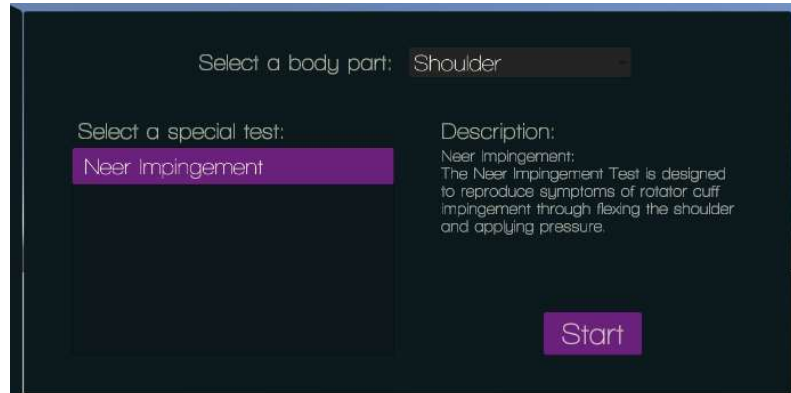 Select a body part: Shoulder
Select a special test:
Neer Impingement
Description:
Neer Impingement:
The Neer Impingement Test is designed
to reproduce symptoms of rotator cuff
impingement through flexing the shoulder
and applying pressure.
Start